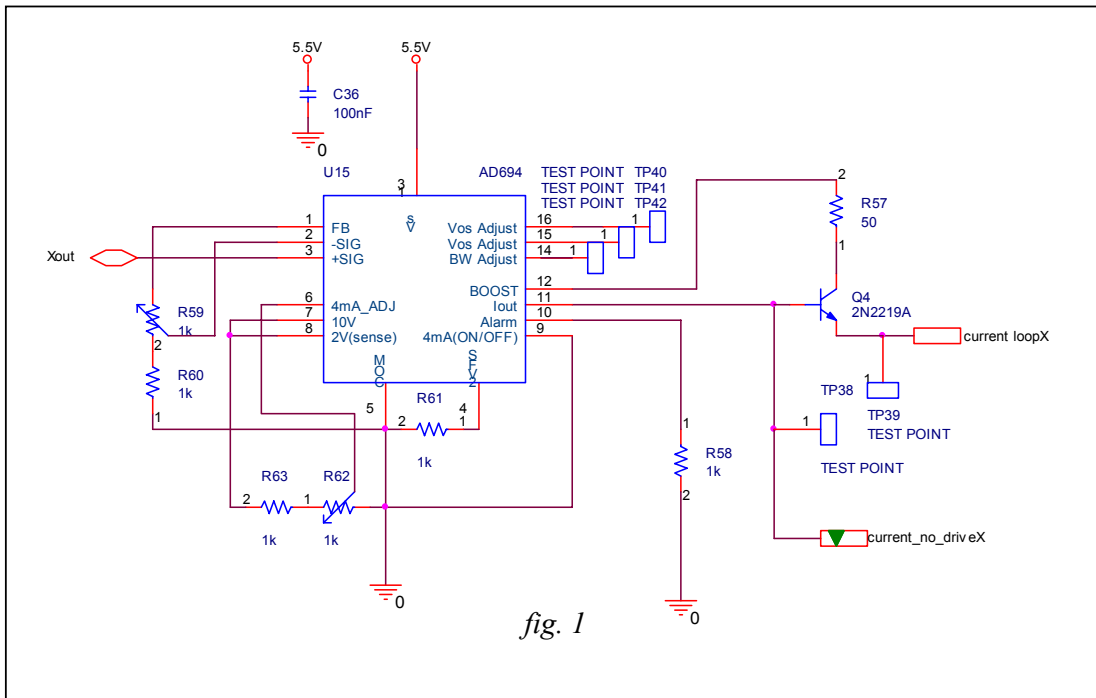 5.5V
5.5V
C36
100nF
0
U15
AD694
TEST POINT TP40
TEST POINT TP41
TEST POINT TP42
3
1
SV
2
R57
50
1
1 FB
2 -SIG
3 +SIG
Xout
16 Vos Adjust
15 Vos Adjust
14 BW Adjust
1
1
1
12 BOOST
11 Iout
10 Alarm
9 4mA(ON/OFF)
6 4mA_ADJ
7 10V
8 2V(sense)
Q4
2N2219A
current loopX
R59
1k
2
R60
1k
1
COM
2VFS
5
4
R61
2
1
1k
1
TP38
TP39
TEST POINT
1
TEST POINT
1
R58
1k
2
R63
R62
2
1
1k
1k
current_no_driveX
0
0
fig. 1